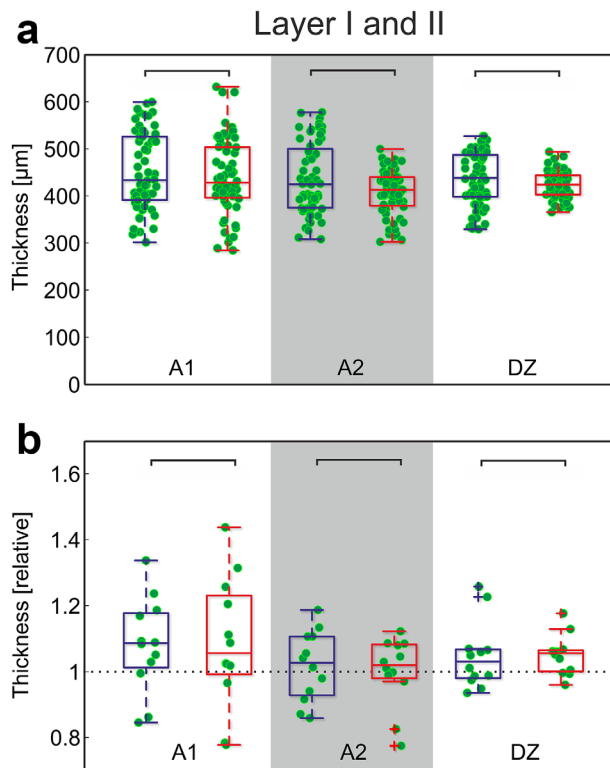 a
Layer I and II
Thickness [µm]
700
600
500
400
300
200
100
0
A1
A2
DZ
b
Thickness [relative]
1.6
1.4
1.2
1
0.8
A1
A2
DZ